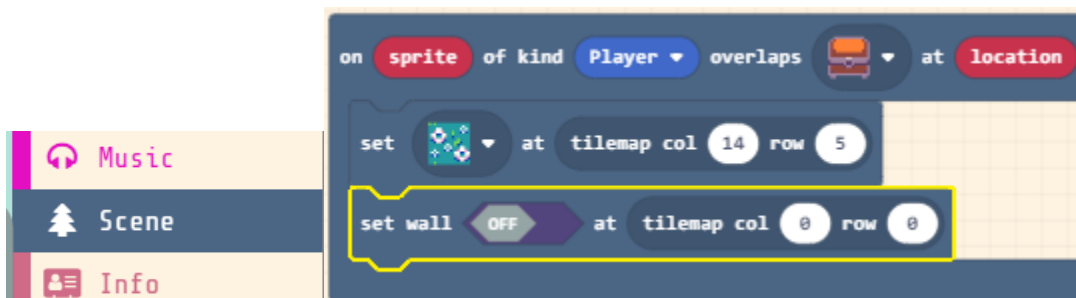 on sprite of kind Player overlaps at location
set at tilemap col 14 row 5
set wall OFF at tilemap col 0 row 0
Music
Scene
Info